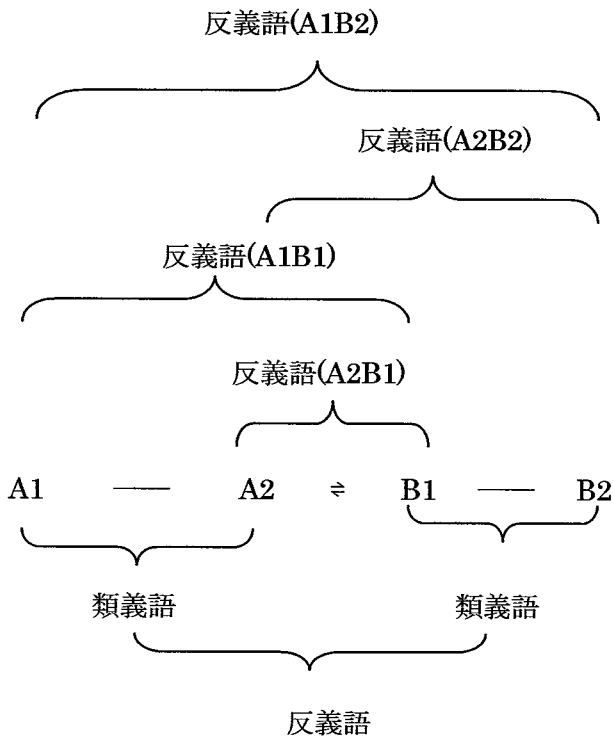 反義語(A1B2)
反義語(A2B2)
反義語(A1B1)
反義語(A2B1)
A1 — A2 ⇌ B1 — B2
類義語 類義語
反義語